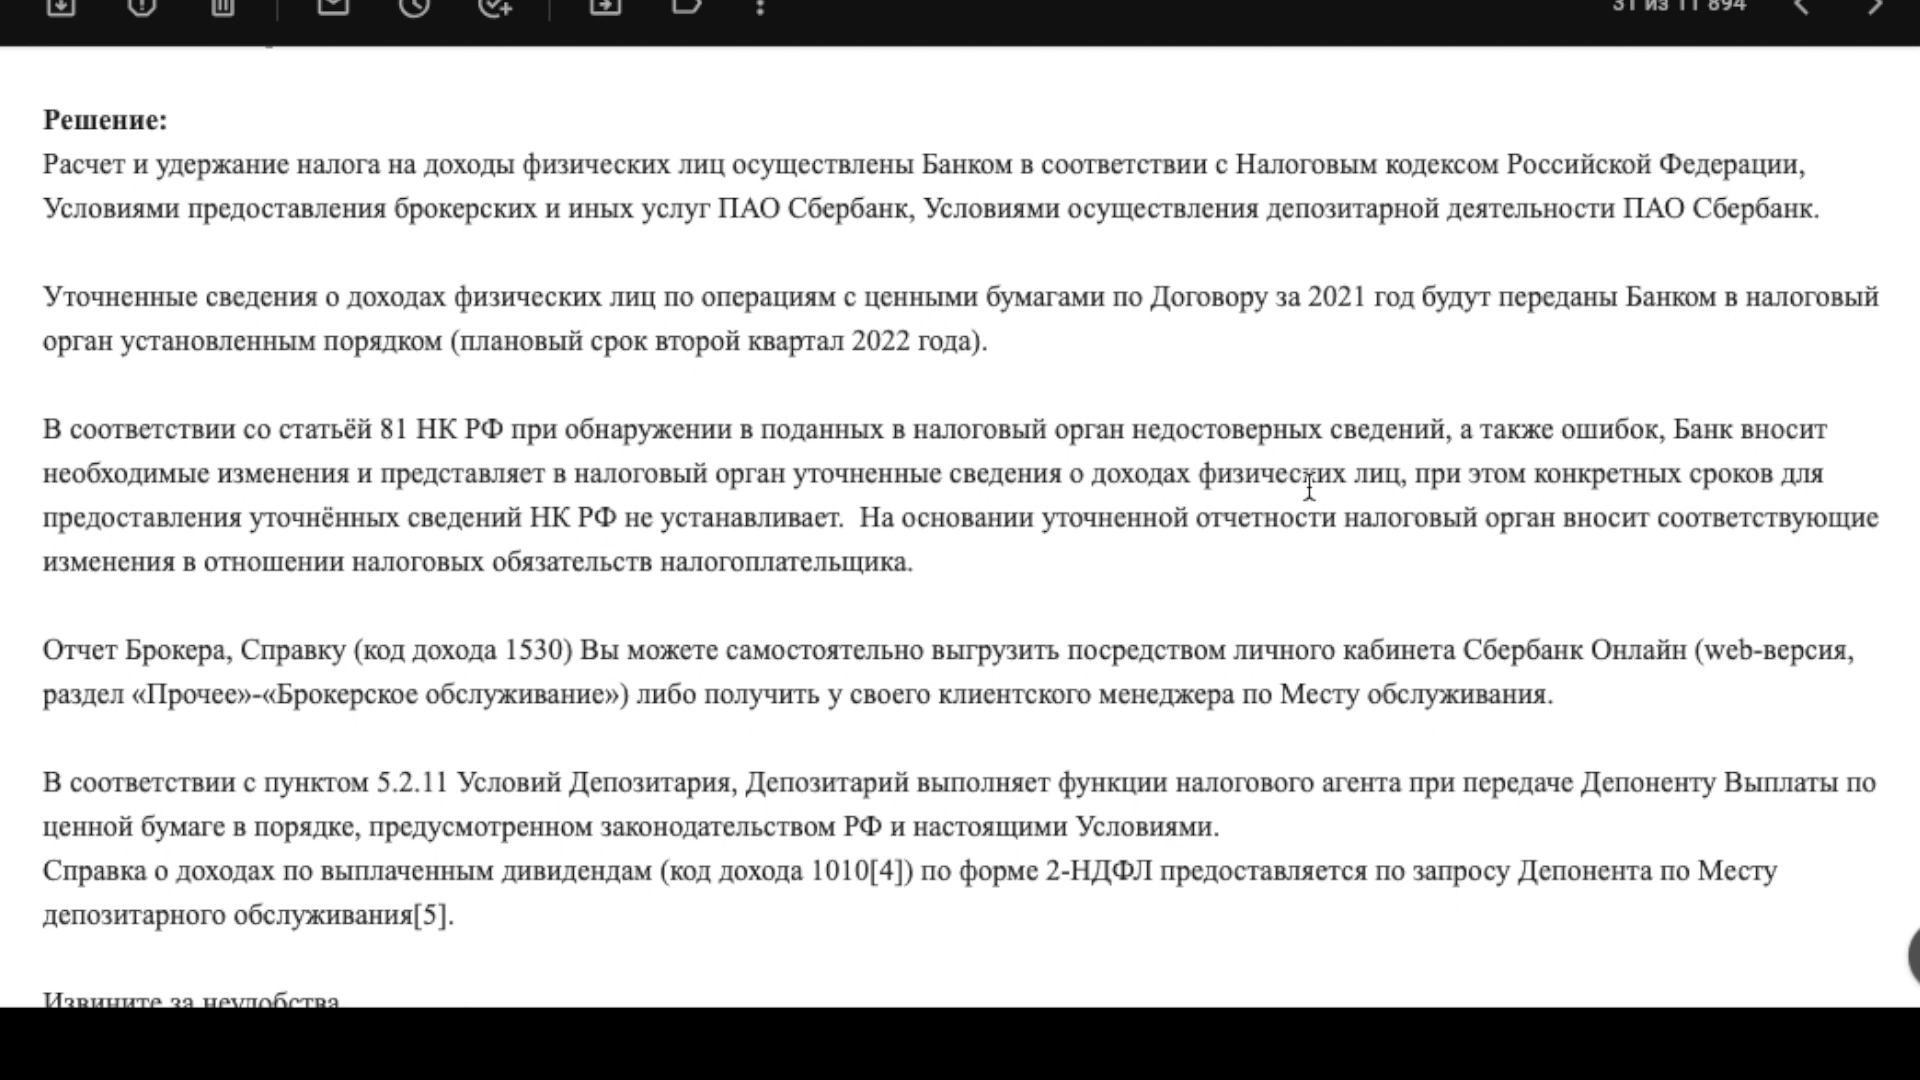 31 из 11 894
Решение:
Расчет и удержание налога на доходы физических лиц осуществлены Банком в соответствии с Налоговым кодексом Российской Федерации,
Условиями предоставления брокерских и иных услуг ПАО Сбербанк, Условиями осуществления депозитарной деятельности ПАО Сбербанк.
Уточненные сведения о доходах физических лиц по операциям с ценными бумагами по Договору за 2021 год будут переданы Банком в налоговый
орган установленным порядком (плановый срок второй квартал 2022 года).
В соответствии со статьёй 81 НК РФ при обнаружении в поданных в налоговый орган недостоверных сведений, а также ошибок, Банк вносит
необходимые изменения и представляет в налоговый орган уточненные сведения о доходах физических лиц, при этом конкретных сроков для
предоставления уточнённых сведений НК РФ не устанавливает. На основании уточненной отчетности налоговый орган вносит соответствующие
изменения в отношении налоговых обязательств налогоплательщика.
Отчет Брокера, Справку (код дохода 1530) Вы можете самостоятельно выгрузить посредством личного кабинета Сбербанк Онлайн (web-версия,
раздел «Прочее»-«Брокерское обслуживание») либо получить у своего клиентского менеджера по Месту обслуживания.
В соответствии с пунктом 5.2.11 Условий Депозитария, Депозитарий выполняет функции налогового агента при передаче Депоненту Выплаты по
ценной бумаге в порядке, предусмотренном законодательством РФ и настоящими Условиями.
Справка о доходах по выплаченным дивидендам (код дохода 1010[4]) по форме 2-НДФЛ предоставляется по запросу Депонента по Месту
депозитарного обслуживания[5].
Извините за неудобства